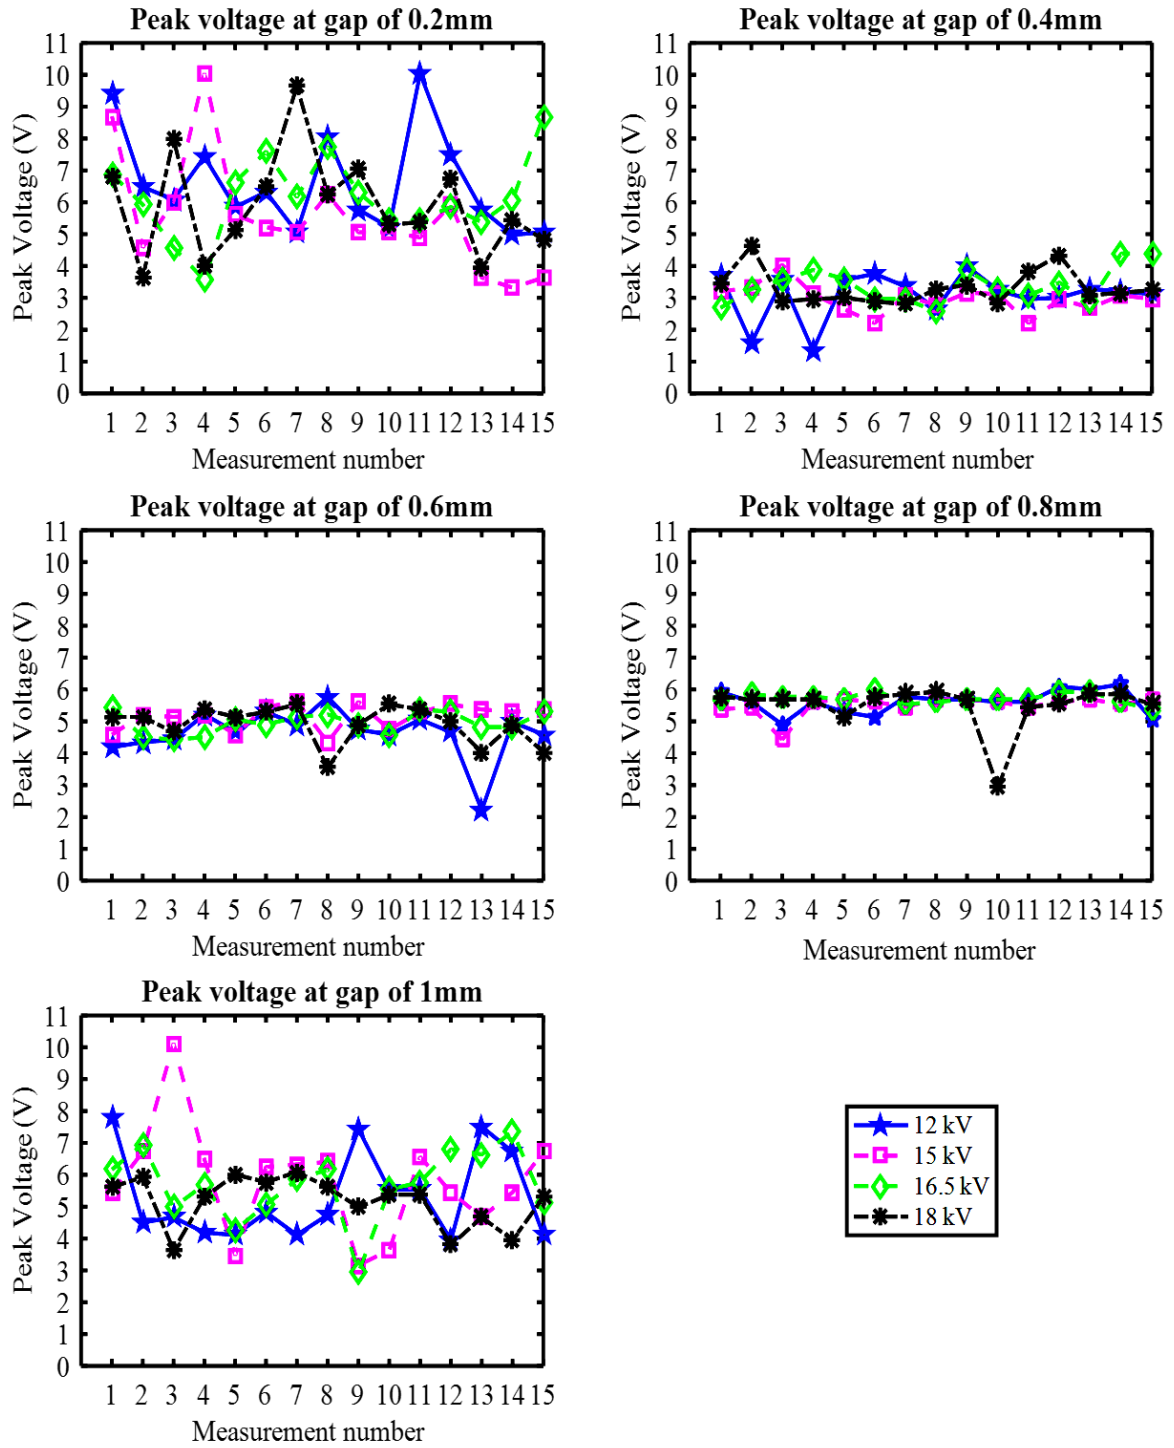 Peak voltage at gap of 0.2mm
Peak Voltage (V)
11
10
9
8
7
6
5
4
3
2
1
0
1 2 3 4 5 6 7 8 9 10 11 12 13 14 15
Measurement number
Peak voltage at gap of 0.4mm
Peak Voltage (V)
11
10
9
8
7
6
5
4
3
2
1
0
1 2 3 4 5 6 7 8 9 10 11 12 13 14 15
Measurement number
Peak voltage at gap of 0.6mm
Peak Voltage (V)
11
10
9
8
7
6
5
4
3
2
1
0
1 2 3 4 5 6 7 8 9 10 11 12 13 14 15
Measurement number
Peak voltage at gap of 0.8mm
Peak Voltage (V)
11
10
9
8
7
6
5
4
3
2
1
0
1 2 3 4 5 6 7 8 9 10 11 12 13 14 15
Measurement number
Peak voltage at gap of 1mm
Peak Voltage (V)
11
10
9
8
7
6
5
4
3
2
1
0
1 2 3 4 5 6 7 8 9 10 11 12 13 14 15
Measurement number
12 kV
15 kV
16.5 kV
18 kV